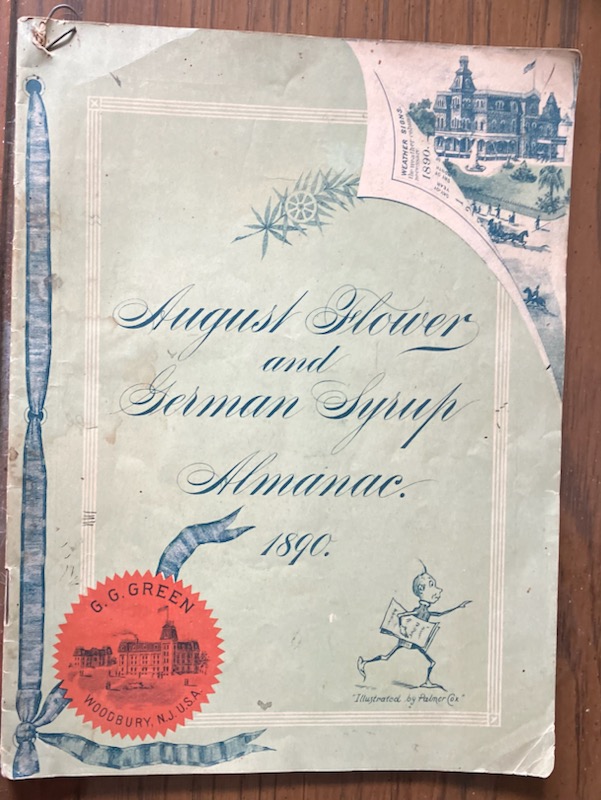 WEATHER SIGNS
1890.
August Flower
and
German Syrup
Almanac.
1890.
G. G. GREEN
WOODBURY, N.J. U.S.A.
"Illustrated by Palmer Cox"